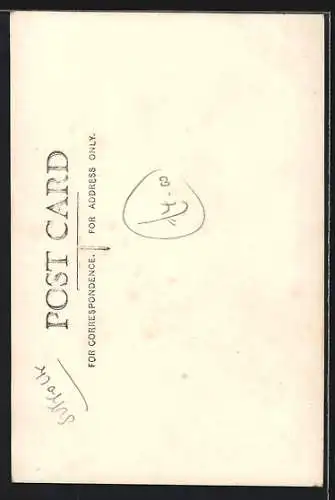 POST CARD
FOR CORRESPONDENCE. FOR ADDRESS ONLY.
Suffolk